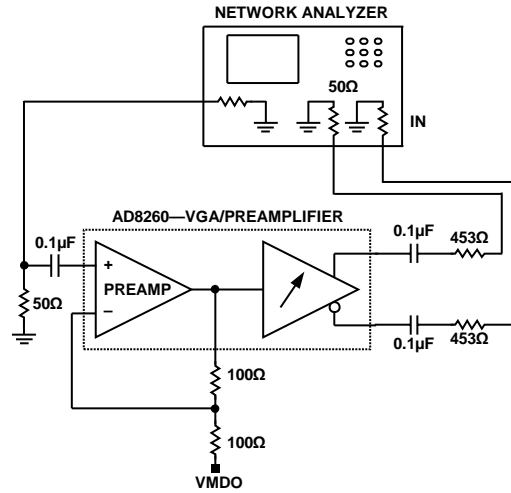 NETWORK ANALYZER
50Ω
IN
AD8260—VGA/PREAMPLIFIER
0.1µF
453Ω
0.1µF
+
PREAMP
–
50Ω
0.1µF
453Ω
100Ω
100Ω
VMDO